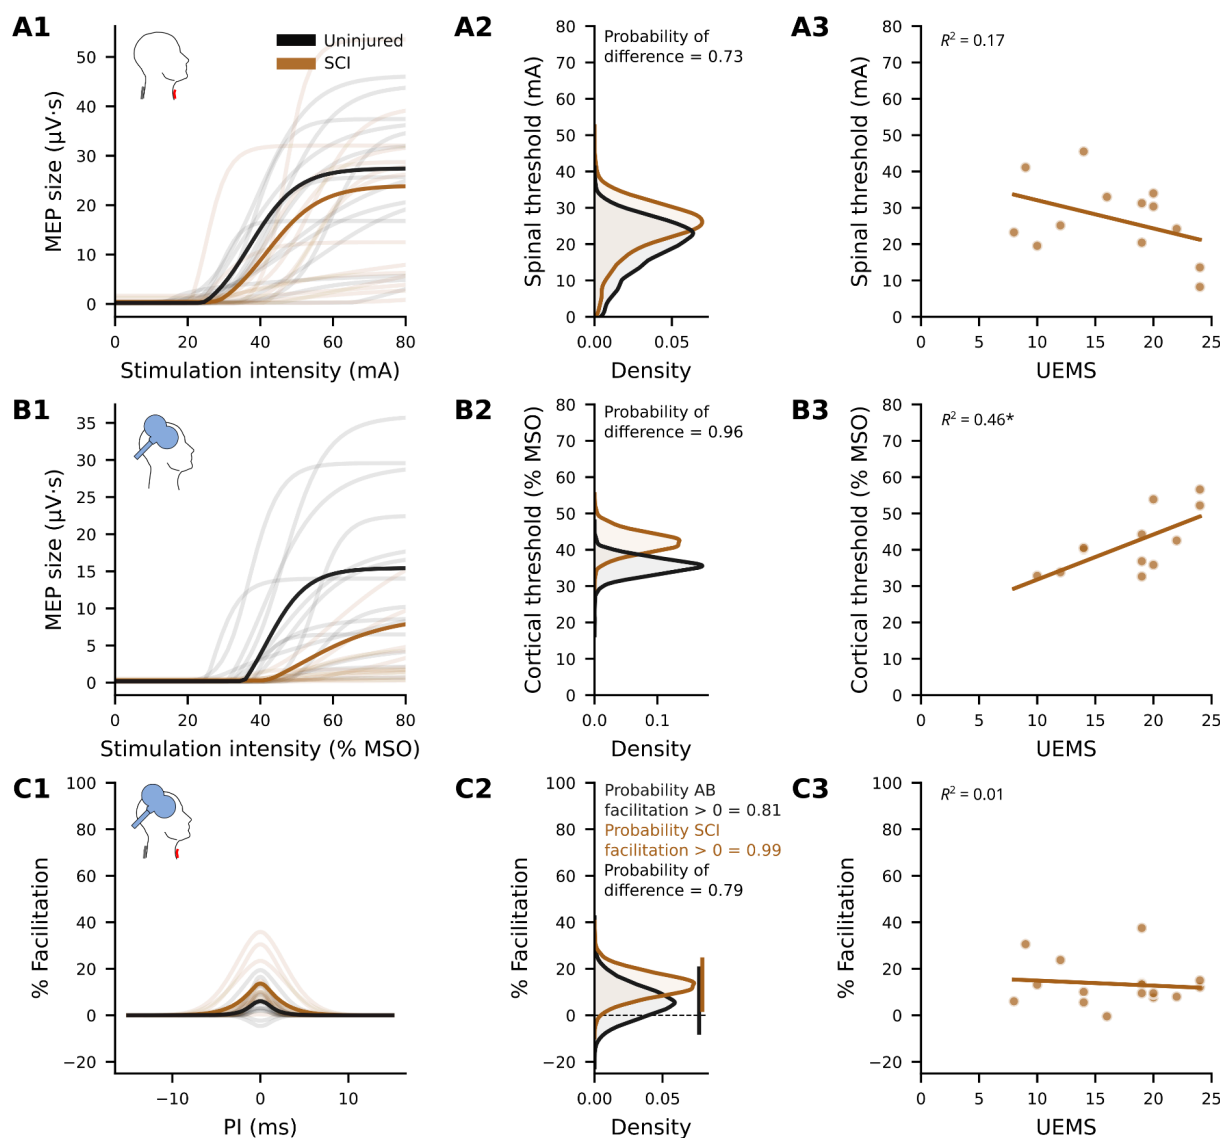 A1
MEP size (µV·s)
50
40
30
20
10
0
Uninjured
SCI
0 20 40 60 80
Stimulation intensity (mA)
A2
Spinal threshold (mA)
80
70
60
50
40
30
20
10
0
Probability of
difference = 0.73
0.00 0.05
Density
A3
Spinal threshold (mA)
80
70
60
50
40
30
20
10
0
R² = 0.17
0 5 10 15 20 25
UEMS
B1
MEP size (µV·s)
35
30
25
20
15
10
5
0
0 20 40 60 80
Stimulation intensity (% MSO)
B2
Cortical threshold (% MSO)
80
70
60
50
40
30
20
10
0
Probability of
difference = 0.96
0.0 0.1
Density
B3
Cortical threshold (% MSO)
80
70
60
50
40
30
20
10
0
R² = 0.46*
0 5 10 15 20 25
UEMS
C1
% Facilitation
100
80
60
40
20
0
−20
−10 0 10
PI (ms)
C2
% Facilitation
100
80
60
40
20
0
−20
Probability AB
facilitation > 0 = 0.81
Probability SCI
facilitation > 0 = 0.99
Probability of
difference = 0.79
0.00 0.05
Density
C3
% Facilitation
100
80
60
40
20
0
−20
R² = 0.01
0 5 10 15 20 25
UEMS